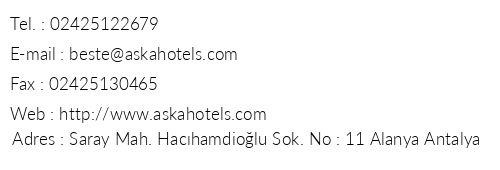 Tel. : 02425122679
E-mail : beste@askahotels.com
Fax : 02425130465
Web : http://www.askahotels.com
Adres : Saray Mah. Hacıhamdioğlu Sok. No : 11 Alanya Antalya